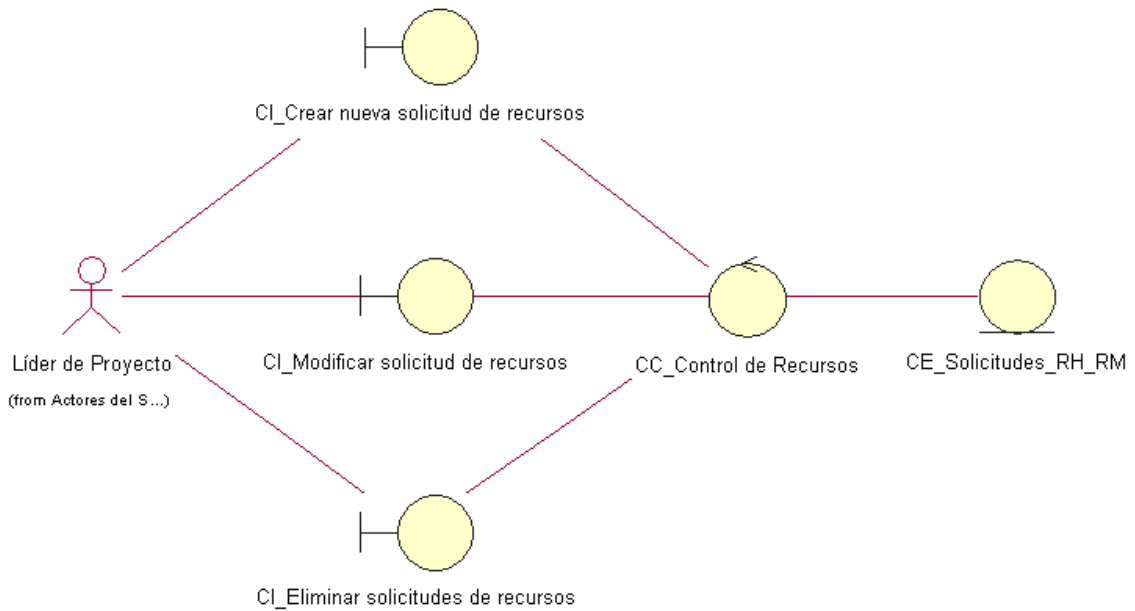 CI_Crear nueva solicitud de recursos
Líder de Proyecto
(from Actores del S...)
CI_Modificar solicitud de recursos
CC_Control de Recursos
CE_Solicitudes_RH_RM
CI_Eliminar solicitudes de recursos